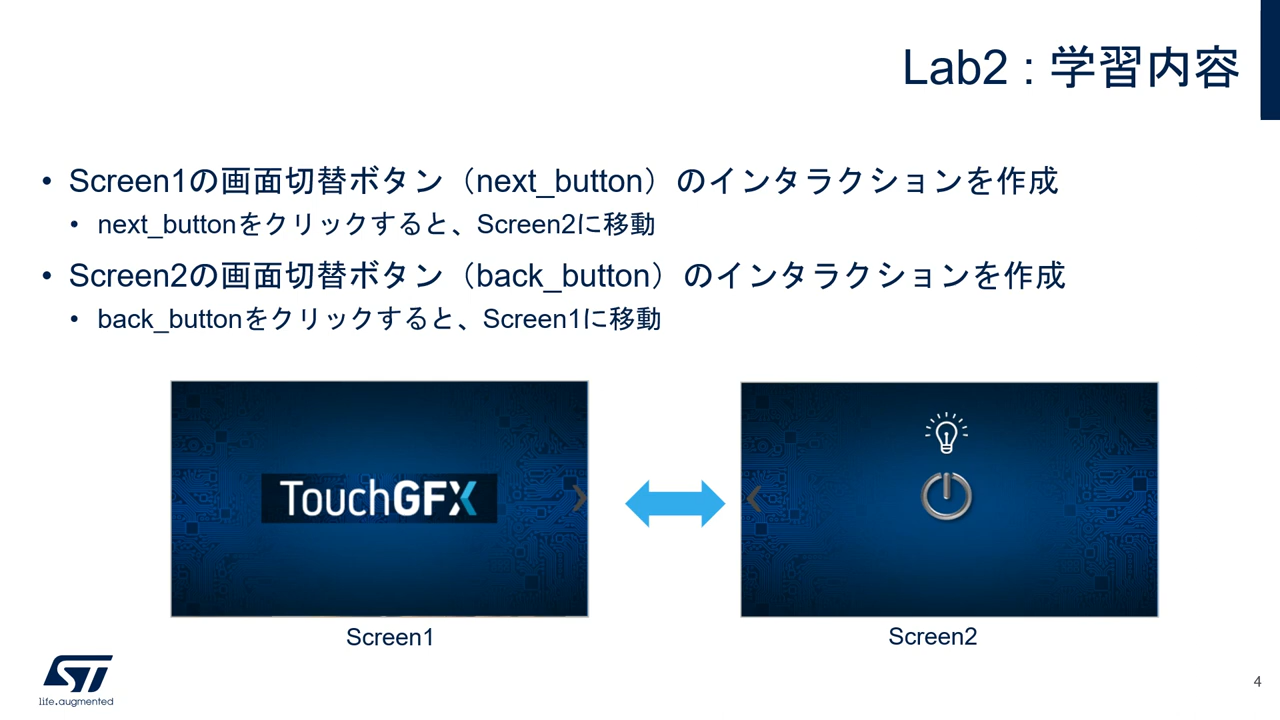 Lab2 : 学習内容
• Screen1の画面切替ボタン（next_button）のインタラクションを作成
• next_buttonをクリックすると、Screen2に移動
• Screen2の画面切替ボタン（back_button）のインタラクションを作成
• back_buttonをクリックすると、Screen1に移動
TouchGFX
Screen1
Screen2
ST
life.augmented
4